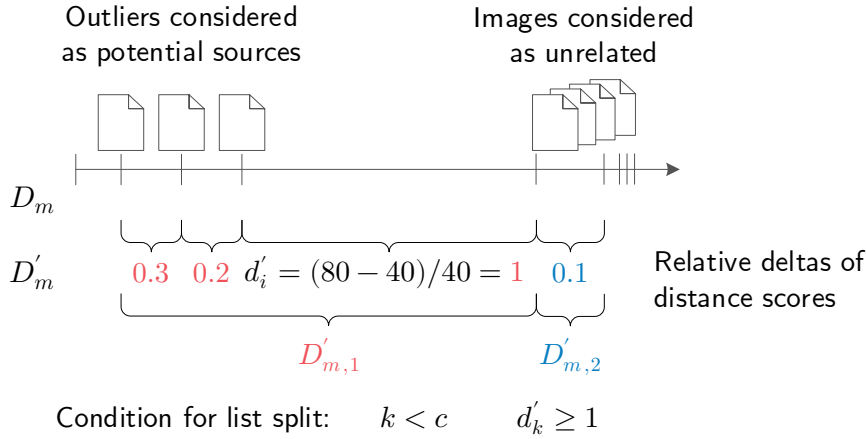 Outliers considered
as potential sources
Images considered
as unrelated
D_m
D'_m 0.3 0.2 d'_i = (80 − 40)/40 = 1 0.1
Relative deltas of
distance scores
D'_{m,1} D'_{m,2}
Condition for list split: k < c d'_k ≥ 1